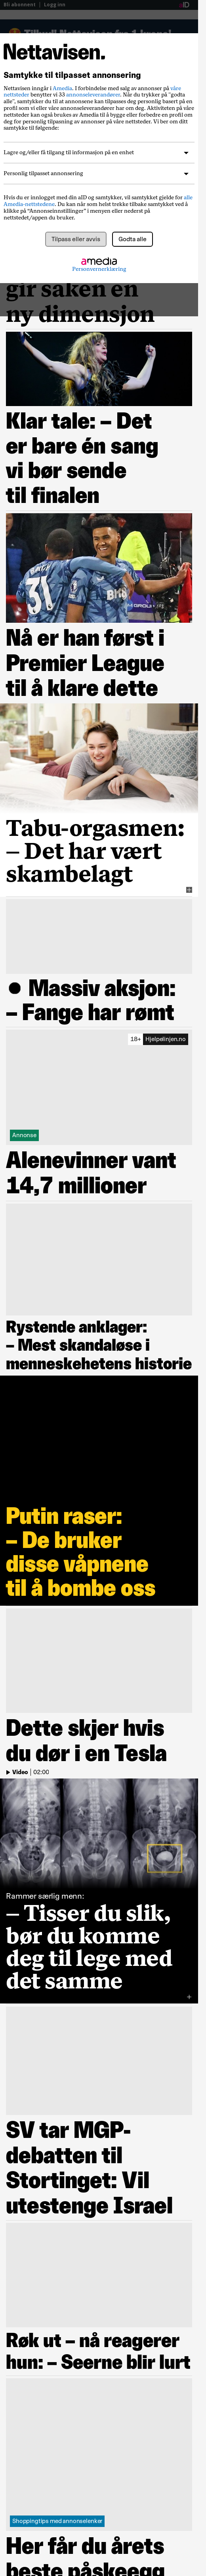 Bli abonnent | Logg inn
Nettavisen.
Samtykke til tilpasset annonsering
Nettavisen inngår i Amedia. I forbindelse med salg av annonser på våre
nettsteder benytter vi 33 annonseleverandører. Når du trykker på "godta
alle", samtykker du til at annonsene kan tilpasses deg personlig basert på en
profil som vi eller våre annonseleverandører har om deg. Aktiviteten på våre
nettsteder kan også brukes av Amedia til å bygge eller forbedre en profil om
deg for personlig tilpasning av annonser på våre nettsteder. Vi ber om ditt
samtykke til følgende:
Lagre og/eller få tilgang til informasjon på en enhet
Personlig tilpasset annonsering
Hvis du er innlogget med din aID og samtykker, vil samtykket gjelde for alle
Amedia-nettstedene. Du kan når som helst trekke tilbake samtykket ved å
klikke på “Annonseinnstillinger” i menyen eller nederst på
nettstedet/appen du bruker.
Tilpass eller avvis
Godta alle
amedia
Personvernerklæring
gir saken en
ny dimensjon
Klar tale: – Det
er bare én sang
vi bør sende
til finalen
Nå er han først i
Premier League
til å klare dette
Tabu-orgasmen:
– Det har vært
skambelagt
Massiv aksjon:
– Fange har rømt
18+ Hjelpelinjen.no
Annonse
Alenevinner vant
14,7 millioner
Rystende anklager:
– Mest skandaløse i
menneskehetens historie
Putin raser:
– De bruker
disse våpnene
til å bombe oss
Dette skjer hvis
du dør i en Tesla
Video | 02:00
Rammer særlig menn:
– Tisser du slik,
bør du komme
deg til lege med
det samme
SV tar MGP-
debatten til
Stortinget: Vil
utestenge Israel
Røk ut – nå reagerer
hun: – Seerne blir lurt
Shoppingtips med annonselenker
Her får du årets
beste påskeegg